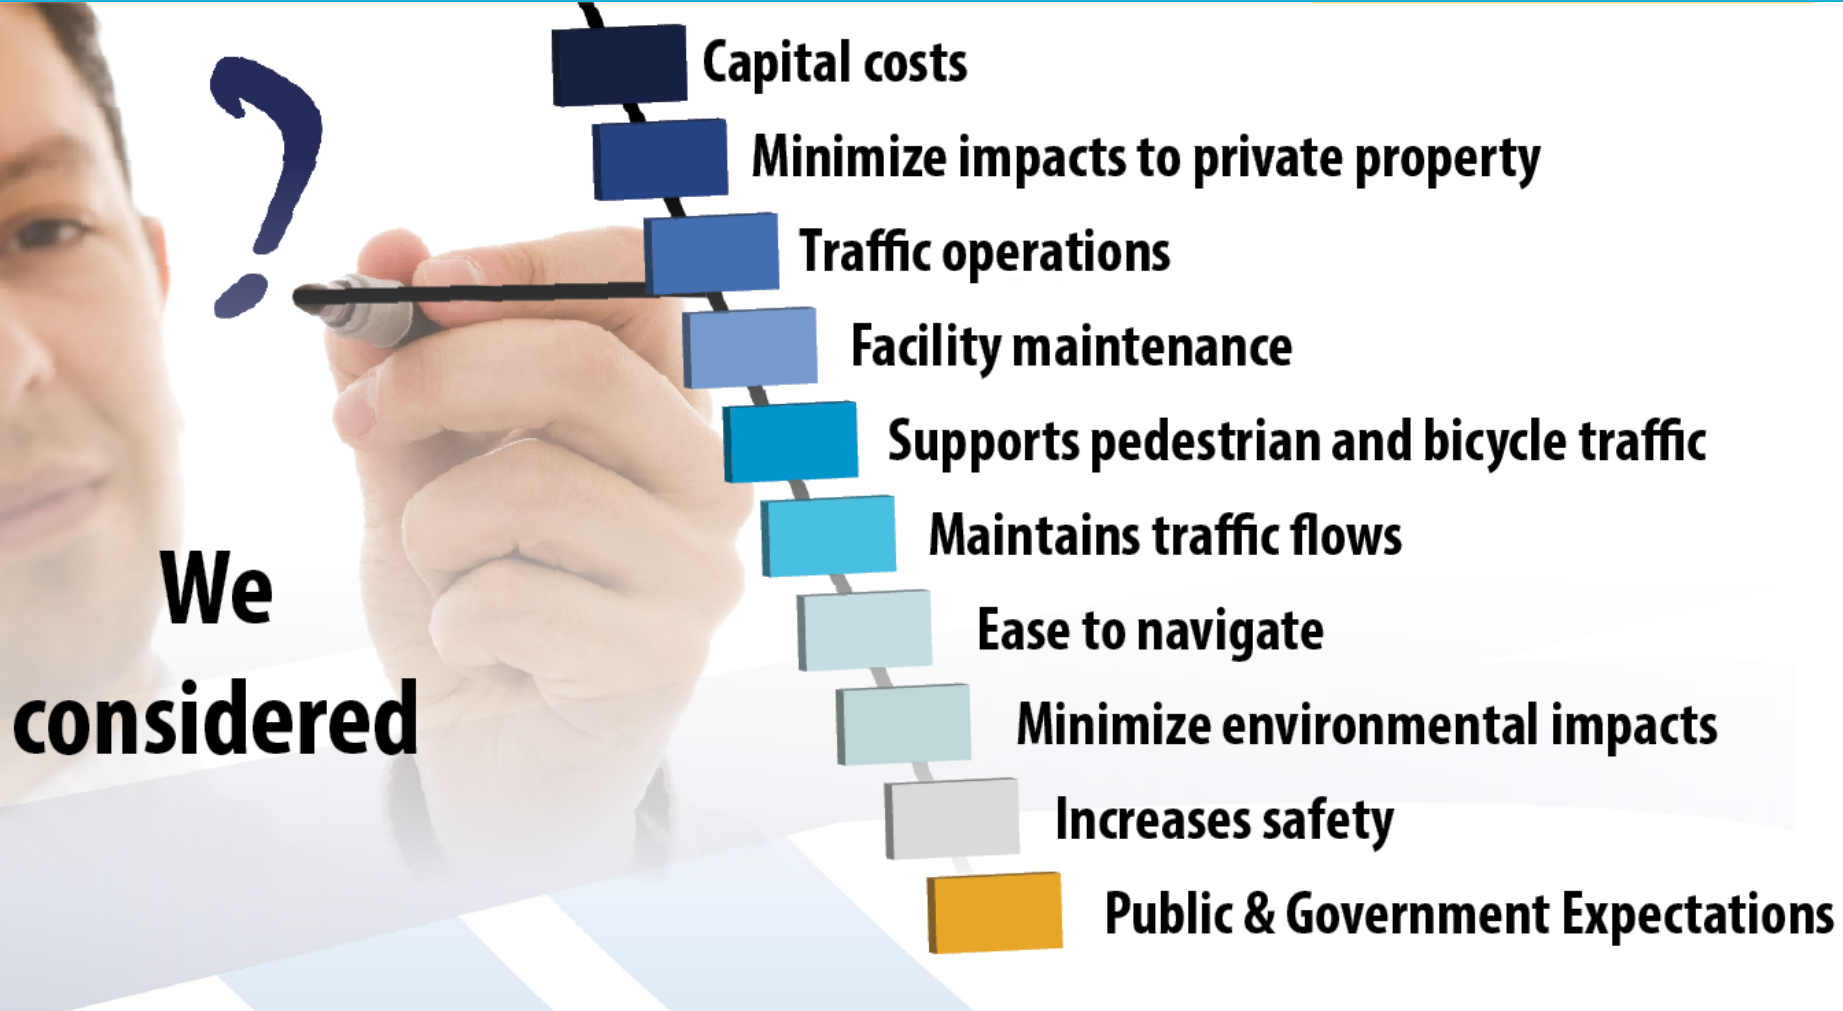 ?
We
considered
Capital costs
Minimize impacts to private property
Traffic operations
Facility maintenance
Supports pedestrian and bicycle traffic
Maintains traffic flows
Ease to navigate
Minimize environmental impacts
Increases safety
Public & Government Expectations